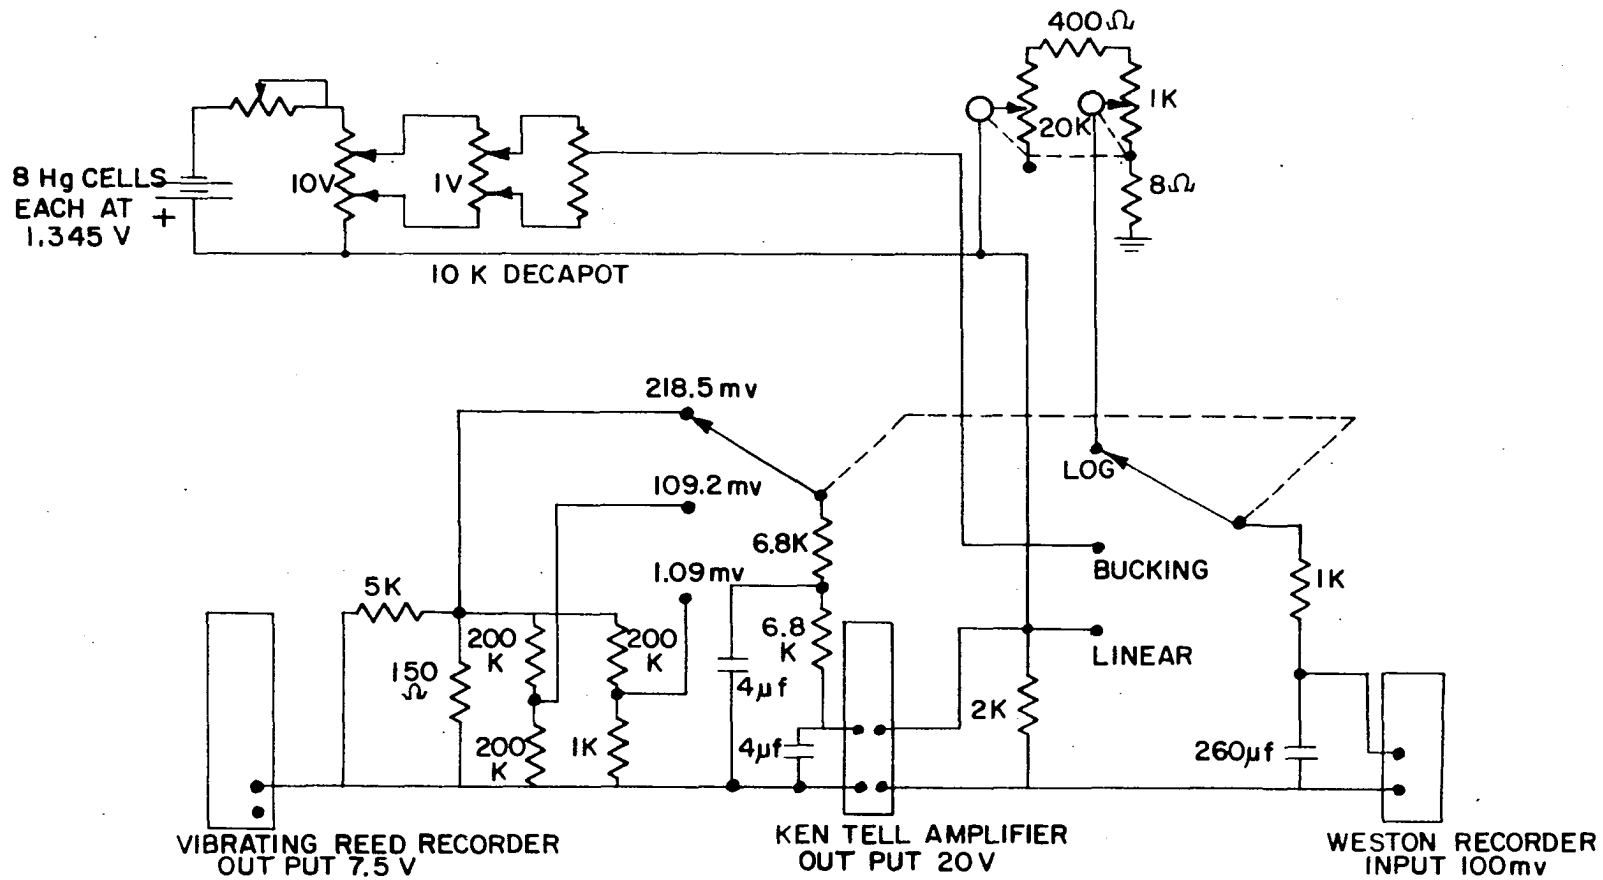 400Ω
1K
20K
8Ω
8 Hg CELLS
EACH AT
1.345 V
+
10V
1V
10 K DECAPOT
218.5 mv
109.2 mv
1.09 mv
LOG
BUCKING
LINEAR
6.8K
6.8
K
5K
150
Ω
200
K
200
K
200
K
1K
4µf
4µf
2K
1K
260µf
VIBRATING REED RECORDER
OUT PUT 7.5 V
KEN TELL AMPLIFIER
OUT PUT 20V
WESTON RECORDER
INPUT 100mv